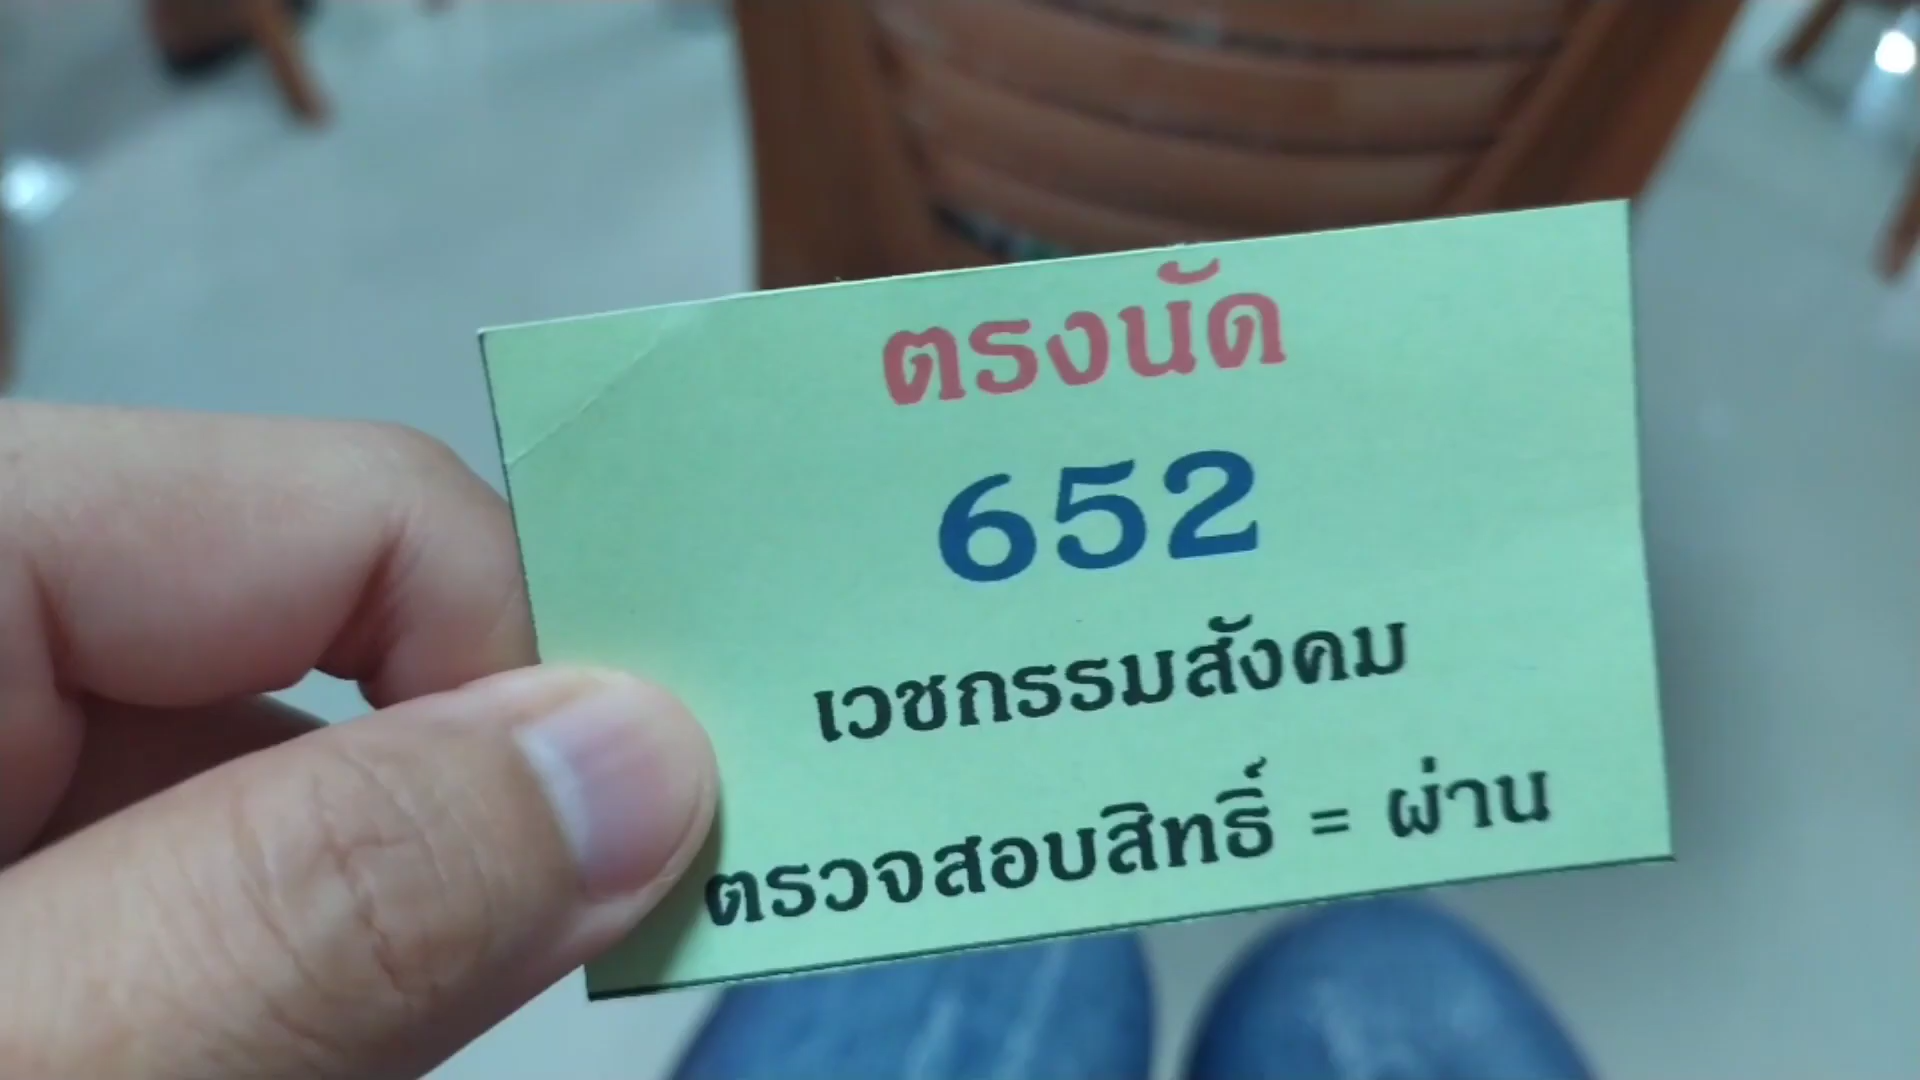 ตรงนัด
652
เวชกรรมสังคม
ตรวจสอบสิทธิ์ = ผ่าน